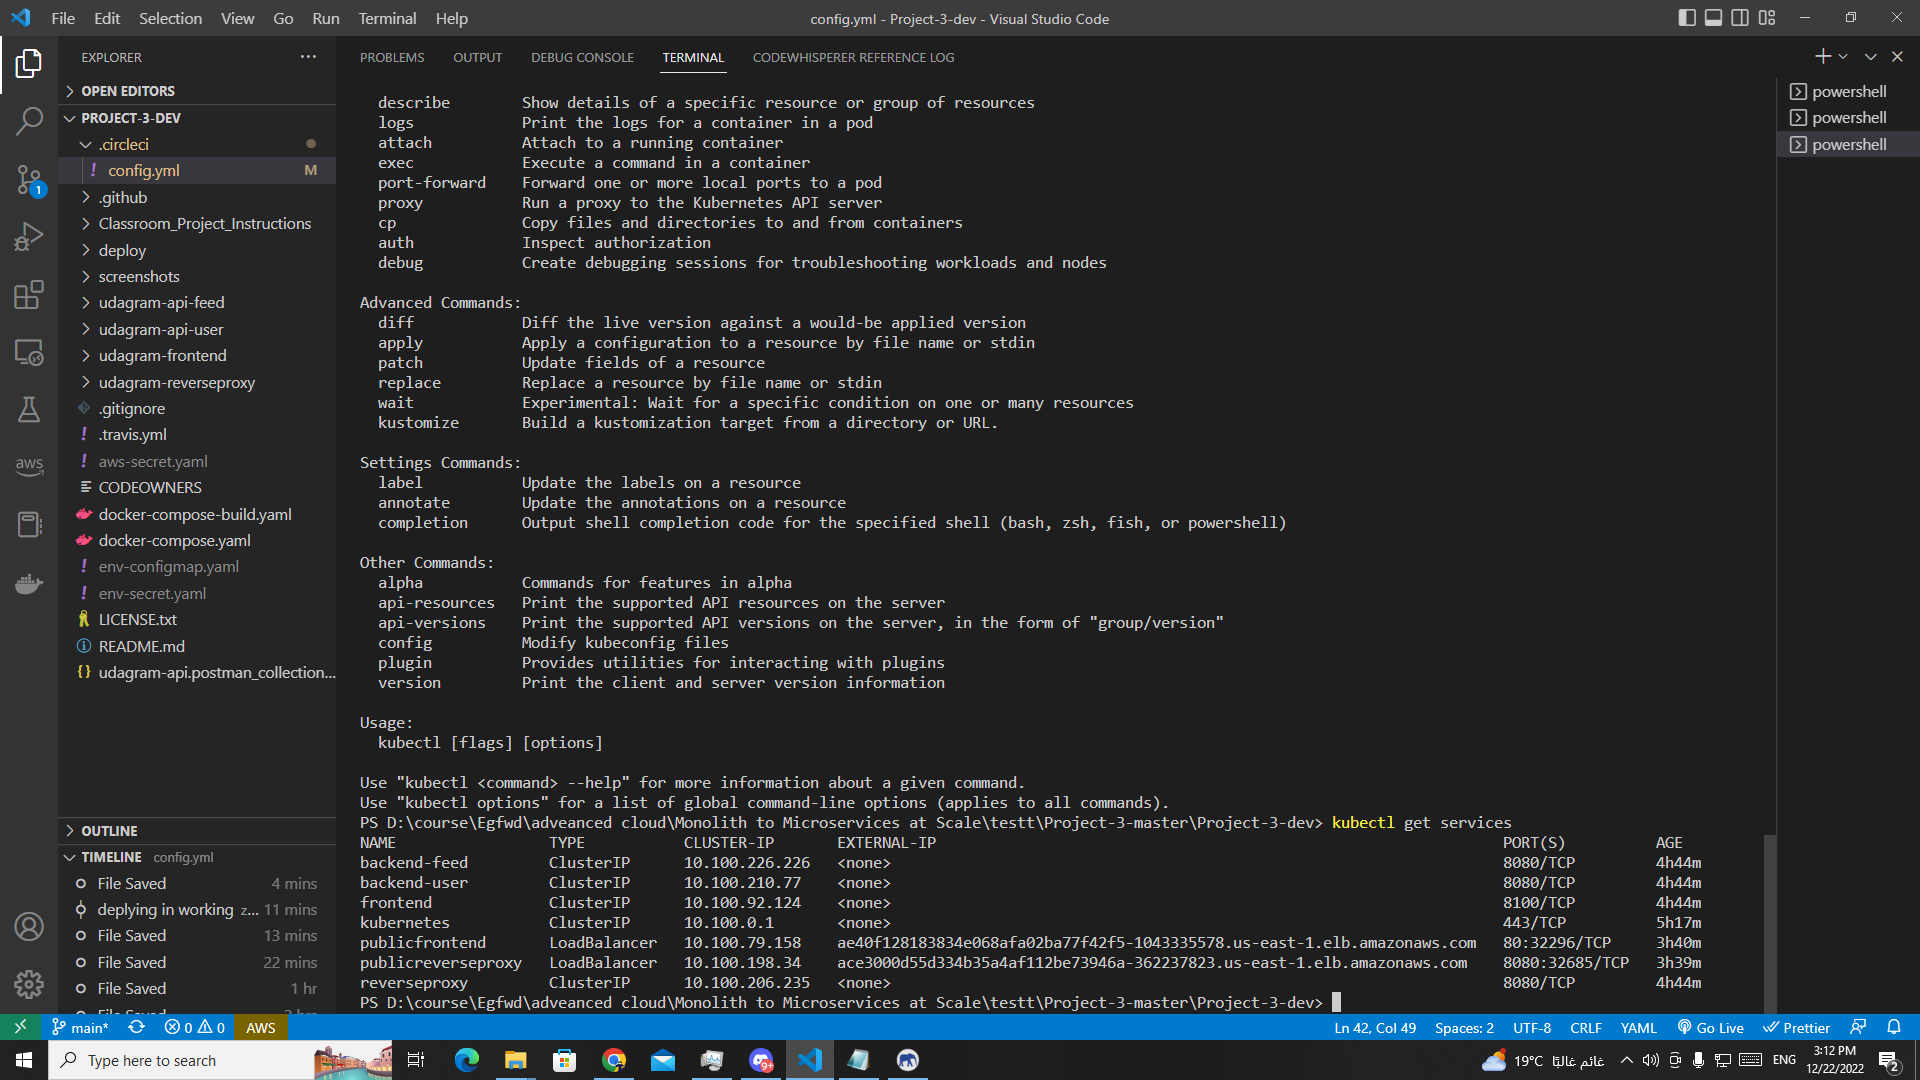 File Edit Selection View Go Run Terminal Help
config.yml - Project-3-dev - Visual Studio Code
EXPLORER
OPEN EDITORS
PROJECT-3-DEV
.circleci
! config.yml M
.github
Classroom_Project_Instructions
deploy
screenshots
udagram-api-feed
udagram-api-user
udagram-frontend
udagram-reverseproxy
.gitignore
! .travis.yml
! aws-secret.yaml
CODEOWNERS
docker-compose-build.yaml
docker-compose.yaml
! env-configmap.yaml
! env-secret.yaml
LICENSE.txt
README.md
{} udagram-api.postman_collection...
OUTLINE
TIMELINE config.yml
File Saved 4 mins
deplying in working z... 11 mins
File Saved 13 mins
File Saved 22 mins
File Saved 1 hr
1
aws
PROBLEMS OUTPUT DEBUG CONSOLE TERMINAL CODEWHISPERER REFERENCE LOG
describe Show details of a specific resource or group of resources
logs Print the logs for a container in a pod
attach Attach to a running container
exec Execute a command in a container
port-forward Forward one or more local ports to a pod
proxy Run a proxy to the Kubernetes API server
cp Copy files and directories to and from containers
auth Inspect authorization
debug Create debugging sessions for troubleshooting workloads and nodes
Advanced Commands:
diff Diff the live version against a would-be applied version
apply Apply a configuration to a resource by file name or stdin
patch Update fields of a resource
replace Replace a resource by file name or stdin
wait Experimental: Wait for a specific condition on one or many resources
kustomize Build a kustomization target from a directory or URL.
Settings Commands:
label Update the labels on a resource
annotate Update the annotations on a resource
completion Output shell completion code for the specified shell (bash, zsh, fish, or powershell)
Other Commands:
alpha Commands for features in alpha
api-resources Print the supported API resources on the server
api-versions Print the supported API versions on the server, in the form of "group/version"
config Modify kubeconfig files
plugin Provides utilities for interacting with plugins
version Print the client and server version information
Usage:
kubectl [flags] [options]
Use "kubectl <command> --help" for more information about a given command.
Use "kubectl options" for a list of global command-line options (applies to all commands).
PS D:\course\Egfwd\adveanced cloud\Monolith to Microservices at Scale\testt\Project-3-master\Project-3-dev> kubectl get services
NAME TYPE CLUSTER-IP EXTERNAL-IP PORT(S) AGE
backend-feed ClusterIP 10.100.226.226 <none> 8080/TCP 4h44m
backend-user ClusterIP 10.100.210.77 <none> 8080/TCP 4h44m
frontend ClusterIP 10.100.92.124 <none> 8100/TCP 4h44m
kubernetes ClusterIP 10.100.0.1 <none> 443/TCP 5h17m
publicfrontend LoadBalancer 10.100.79.158 ae40f128183834e068afa02ba77f42f5-1043335578.us-east-1.elb.amazonaws.com 80:32296/TCP 3h40m
publicreverseproxy LoadBalancer 10.100.198.34 ace3000d55d334b35a4af112be73946a-362237823.us-east-1.elb.amazonaws.com 8080:32685/TCP 3h39m
reverseproxy ClusterIP 10.100.206.235 <none> 8080/TCP 4h44m
PS D:\course\Egfwd\adveanced cloud\Monolith to Microservices at Scale\testt\Project-3-master\Project-3-dev>
powershell
powershell
powershell
main* 0 0 AWS Ln 42, Col 49 Spaces: 2 UTF-8 CRLF YAML Go Live Prettier
Type here to search
9+
19°C غائم غالبًا ENG
3:12 PM
12/22/2022
2